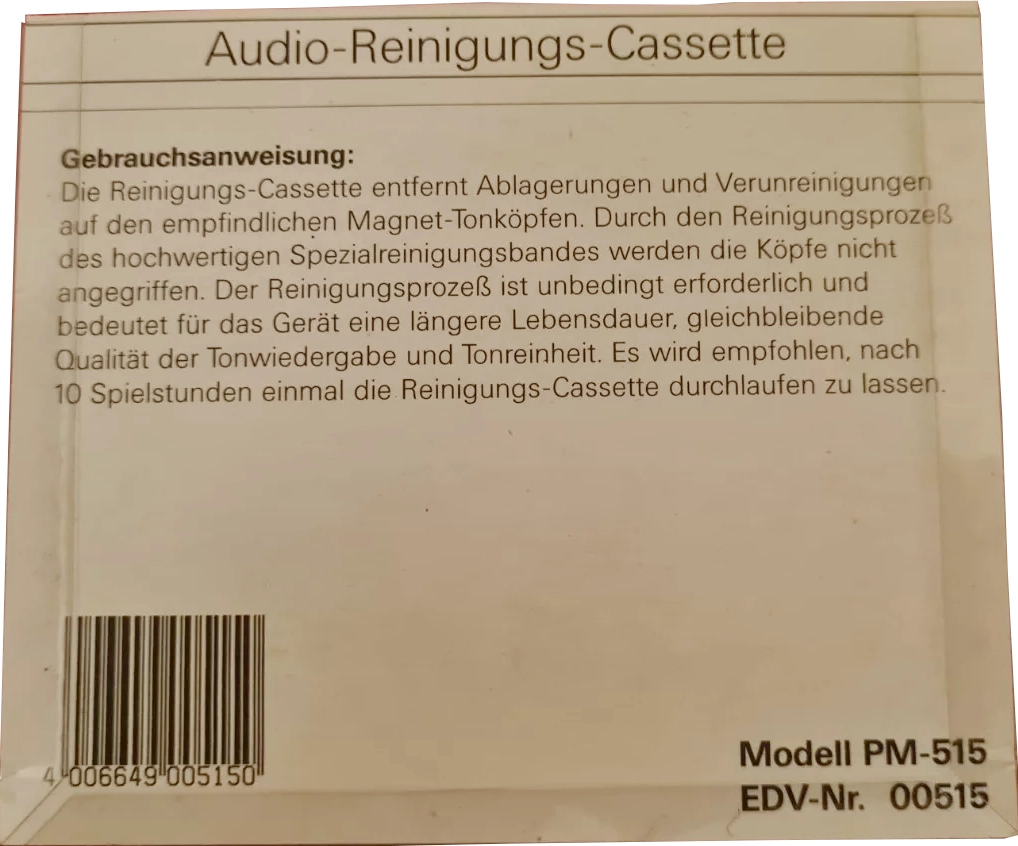 Audio-Reinigungs-Cassette
Gebrauchsanweisung:
Die Reinigungs-Cassette entfernt Ablagerungen und Verunreinigungen
auf den empfindlichen Magnet-Tonköpfen. Durch den Reinigungsprozeß
des hochwertigen Spezialreinigungsbandes werden die Köpfe nicht
angegriffen. Der Reinigungsprozeß ist unbedingt erforderlich und
bedeutet für das Gerät eine längere Lebensdauer, gleichbleibende
Qualität der Tonwiedergabe und Tonreinheit. Es wird empfohlen, nach
10 Spielstunden einmal die Reinigungs-Cassette durchlaufen zu lassen.
4 006649 005150
Modell PM-515
EDV-Nr. 00515